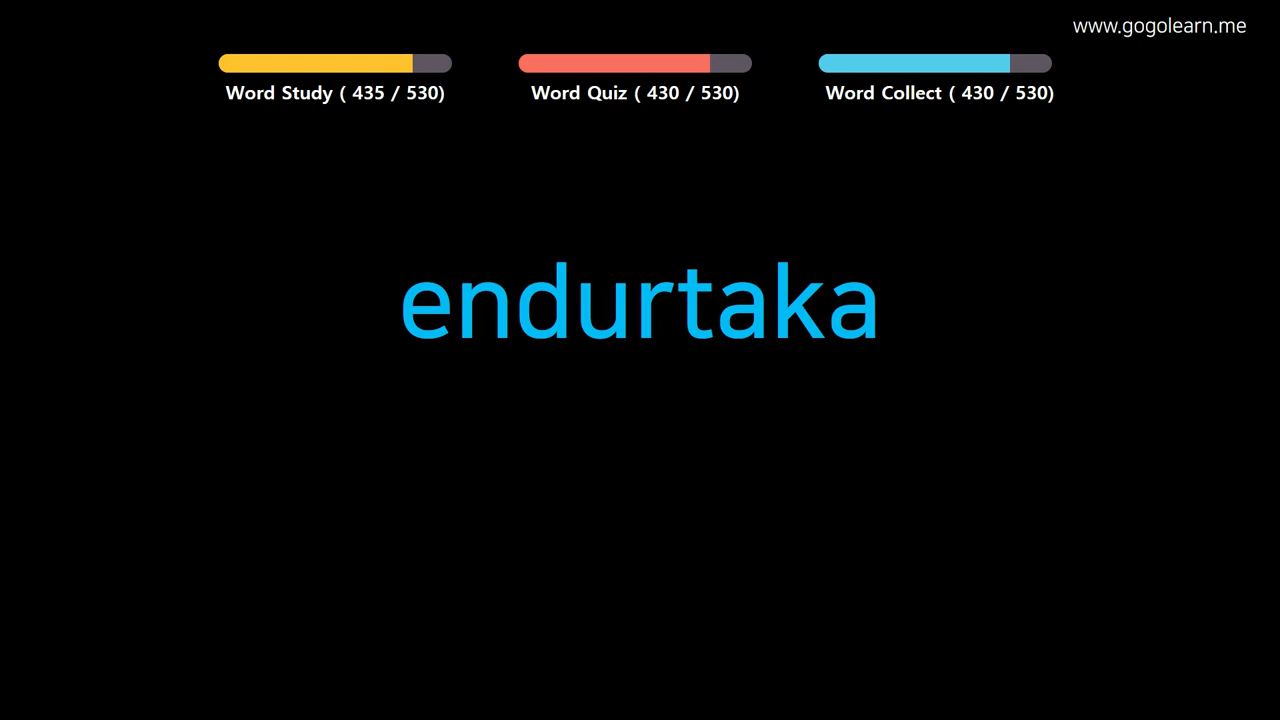 www.gogolearn.me
Word Study ( 435 / 530)
Word Quiz ( 430 / 530)
Word Collect ( 430 / 530)
endurtaka